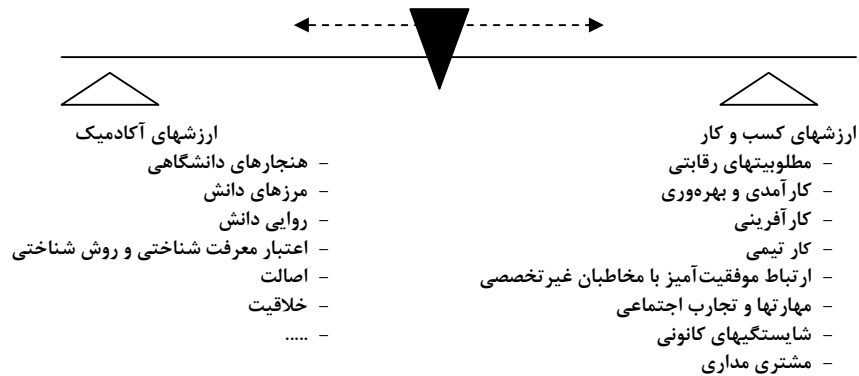 ارزشهای کسب و کار
- مطلوبیتهای رقابتی
- کارآمدی و بهره‌وری
- کارآفرینی
- کار تیمی
- ارتباط موفقیت‌آمیز با مخاطبان غیرتخصصی
- مهارتها و تجارب اجتماعی
- شایستگیهای کانونی
- مشتری مداری
ارزشهای آکادمیک
- هنجارهای دانشگاهی
- مرزهای دانش
- روایی دانش
- اعتبار معرفت شناختی و روش شناختی
- اصالت
- خلاقیت
- .....